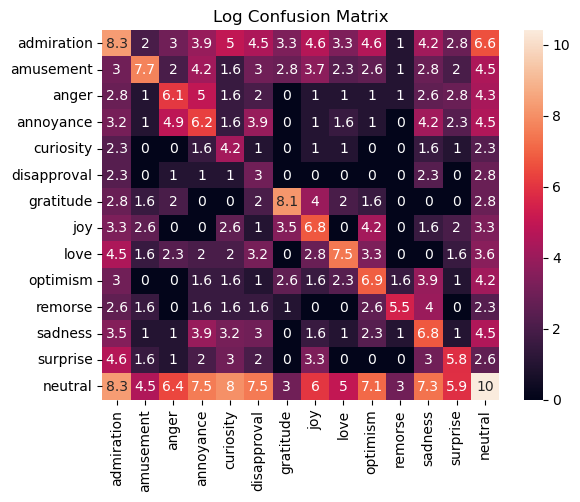 Log Confusion Matrix
admiration 8.3 2 3 3.9 5 4.5 3.3 4.6 3.3 4.6 1 4.2 2.8 6.6
amusement 3 7.7 2 4.2 1.6 3 2.8 3.7 2.3 2.6 1 2.8 2 4.5
anger 2.8 1 6.1 5 1.6 2 0 1 1 1 1 2.6 2.8 4.3
annoyance 3.2 1 4.9 6.2 1.6 3.9 0 1 1.6 1 0 4.2 2.3 4.5
curiosity 2.3 0 0 1.6 4.2 1 0 1 1 0 0 1.6 1 2.3
disapproval 2.3 0 1 1 1 3 0 0 0 0 0 2.3 0 2.8
gratitude 2.8 1.6 2 0 0 2 8.1 4 2 1.6 0 0 0 2.8
joy 3.3 2.6 1 0 2.6 1 3.5 6.8 0 4.2 0 1.6 2 3.3
love 4.5 1.6 2.3 2 2 3.2 0 2.8 7.5 3.3 0 0 1.6 3.6
optimism 3 0 0 1.6 1.6 1 2.6 1.6 2.3 6.9 1.6 3.9 1 4.2
remorse 2.6 1.6 0 1.6 1.6 1.6 1 0 0 2.6 5.5 4 0 2.3
sadness 3.5 1 1 3.9 3.2 3 0 1.6 1 2.3 1 6.8 1 4.5
surprise 4.6 1.6 1 2 3 2 0 3.3 0 0 0 3 5.8 2.6
neutral 8.3 4.5 6.4 7.5 8 7.5 3 6 5 7.1 3 7.3 5.9 10
admiration amusement anger annoyance curiosity disapproval gratitude joy love optimism remorse sadness surprise neutral
10
8
6
4
2
0